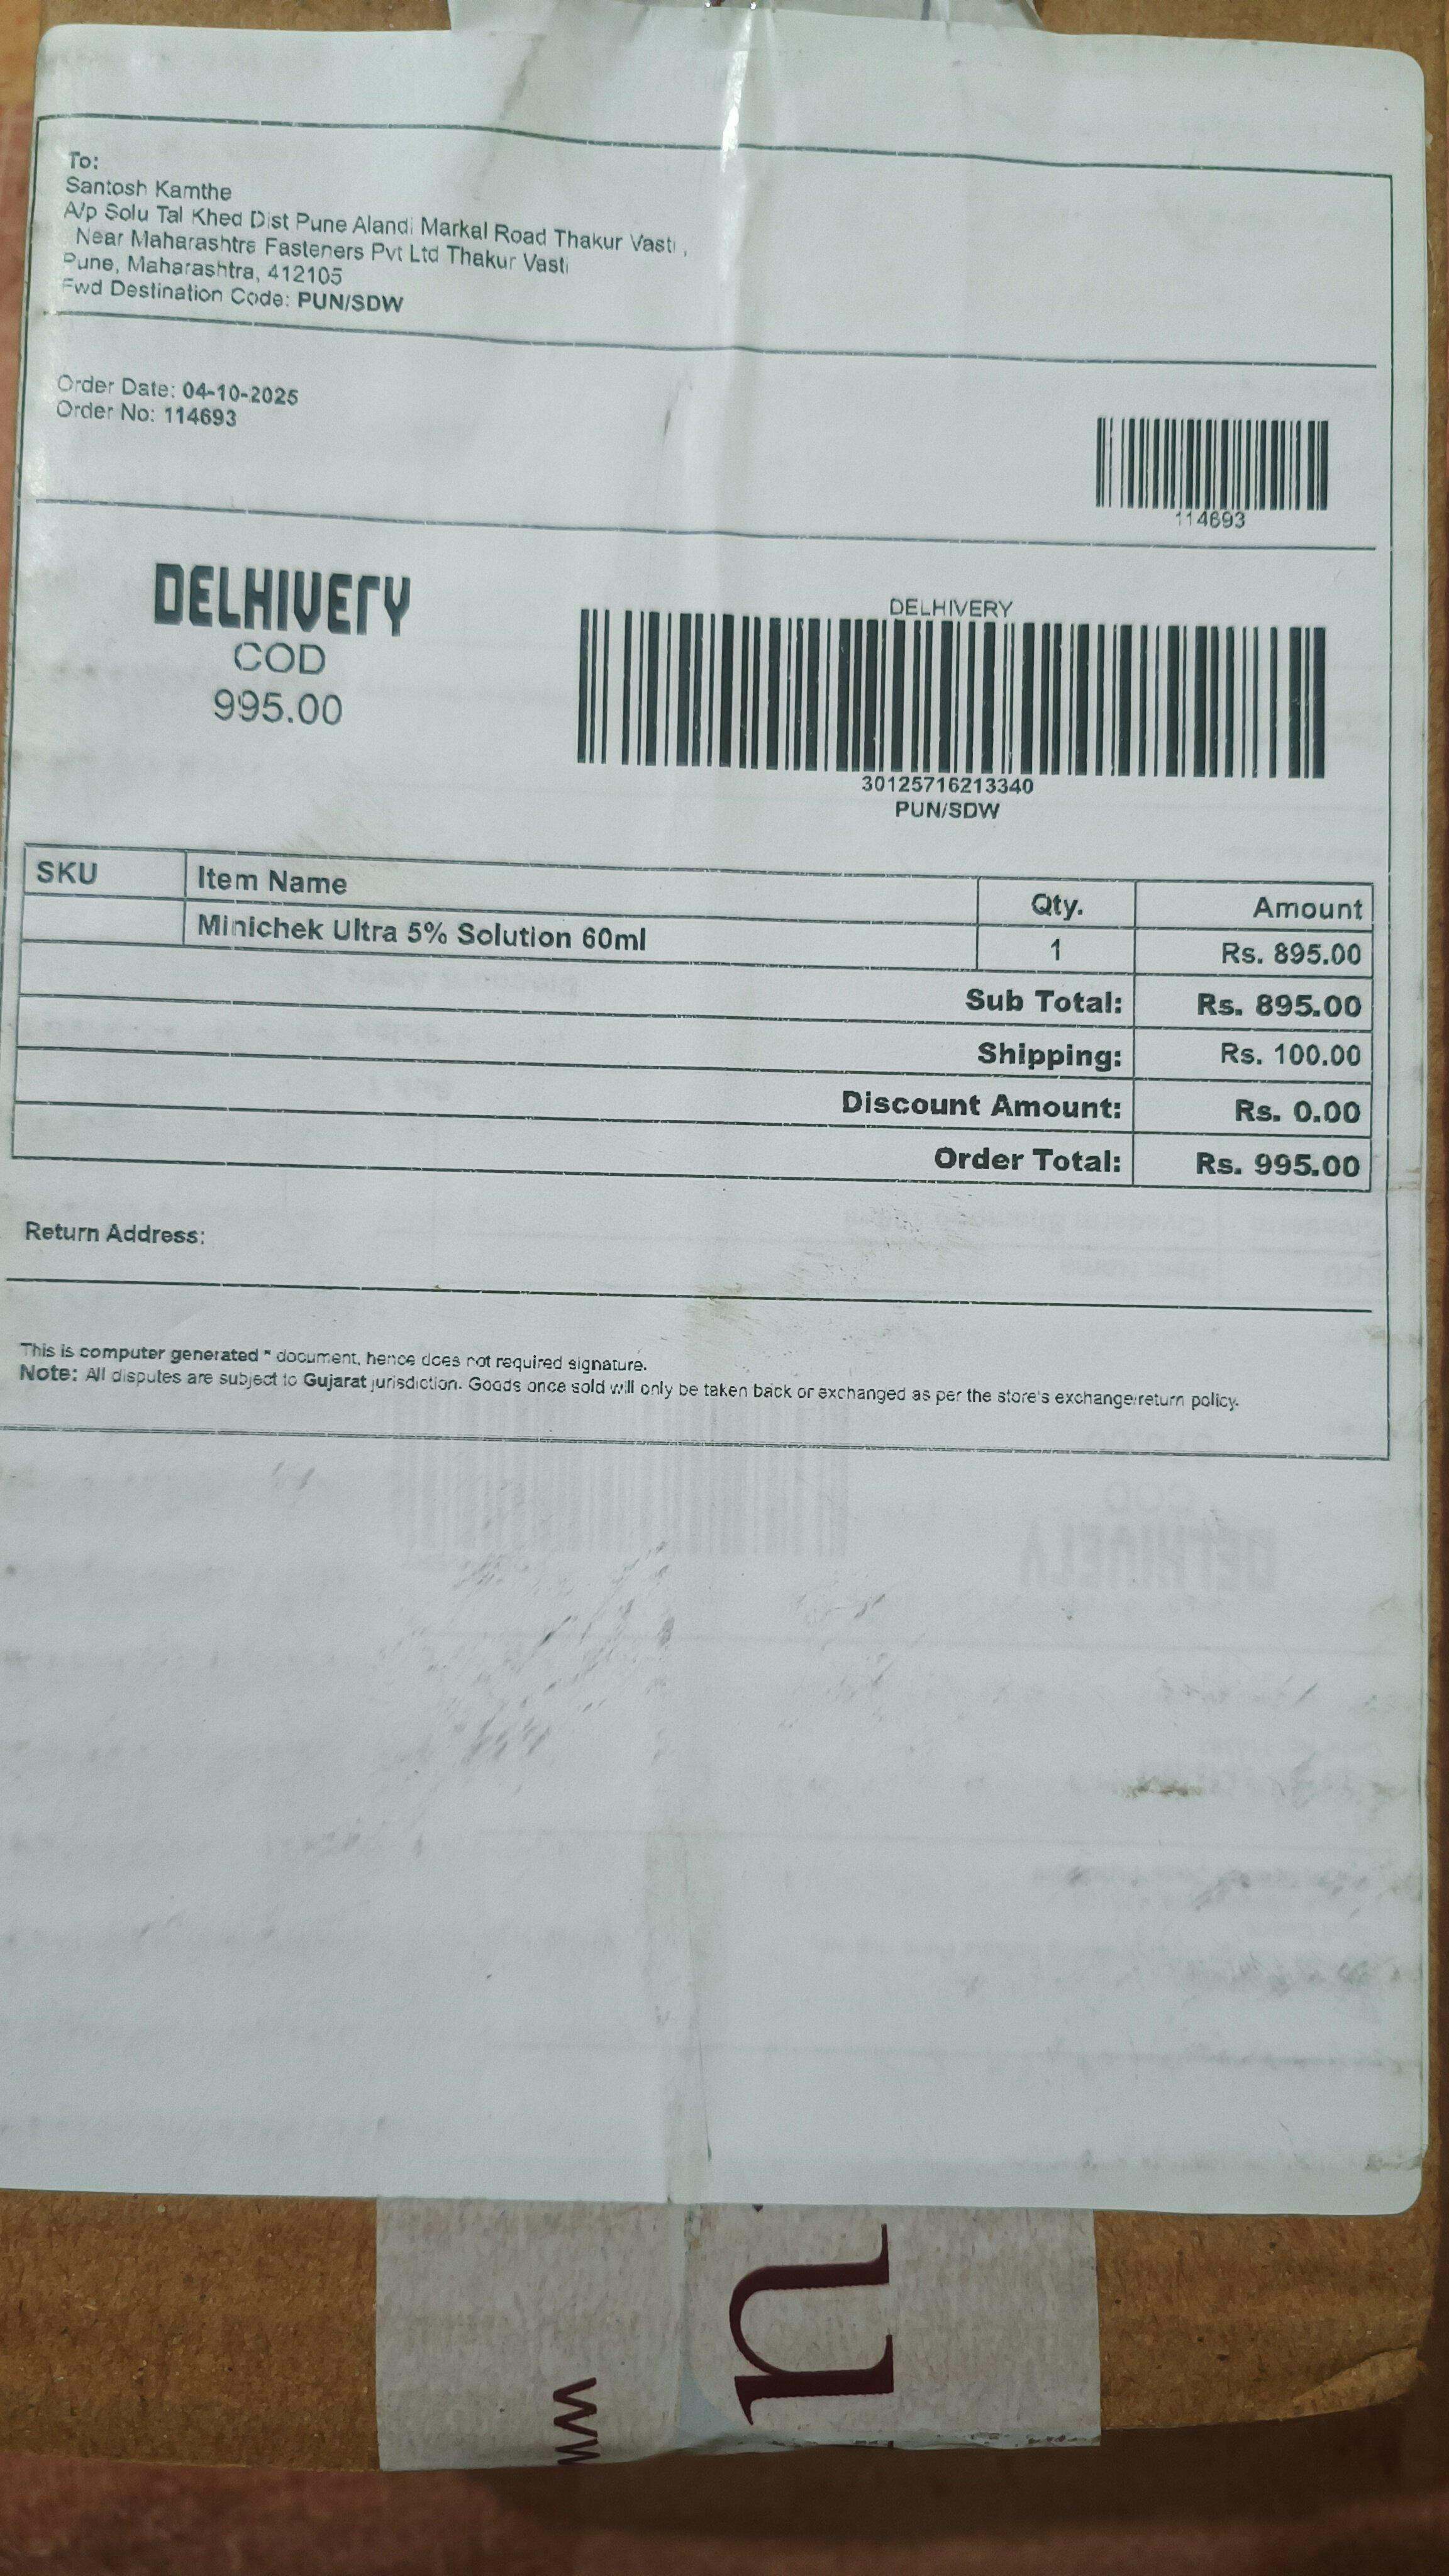 To:
Santosh Kamthe
A/p Solu Tal Khed Dist Pune Alandi Markal Road Thakur Vasti ,
Near Maharashtra Fasteners Pvt Ltd Thakur Vasti
Pune, Maharashtra, 412105
Fwd Destination Code: PUN/SDW
Order Date: 04-10-2025
Order No: 114693
114693
DELHIVERY
COD
995.00
DELHIVERY
30125716213340
PUN/SDW
SKU Item Name Qty. Amount
Minichek Ultra 5% Solution 60ml 1 Rs. 895.00
Sub Total: Rs. 895.00
Shipping: Rs. 100.00
Discount Amount: Rs. 0.00
Order Total: Rs. 995.00
Return Address:
This is computer generated * document, hence does not required signature.
Note: All disputes are subject to Gujarat jurisdiction. Goods once sold will only be taken back or exchanged as per the store's exchange/return policy.